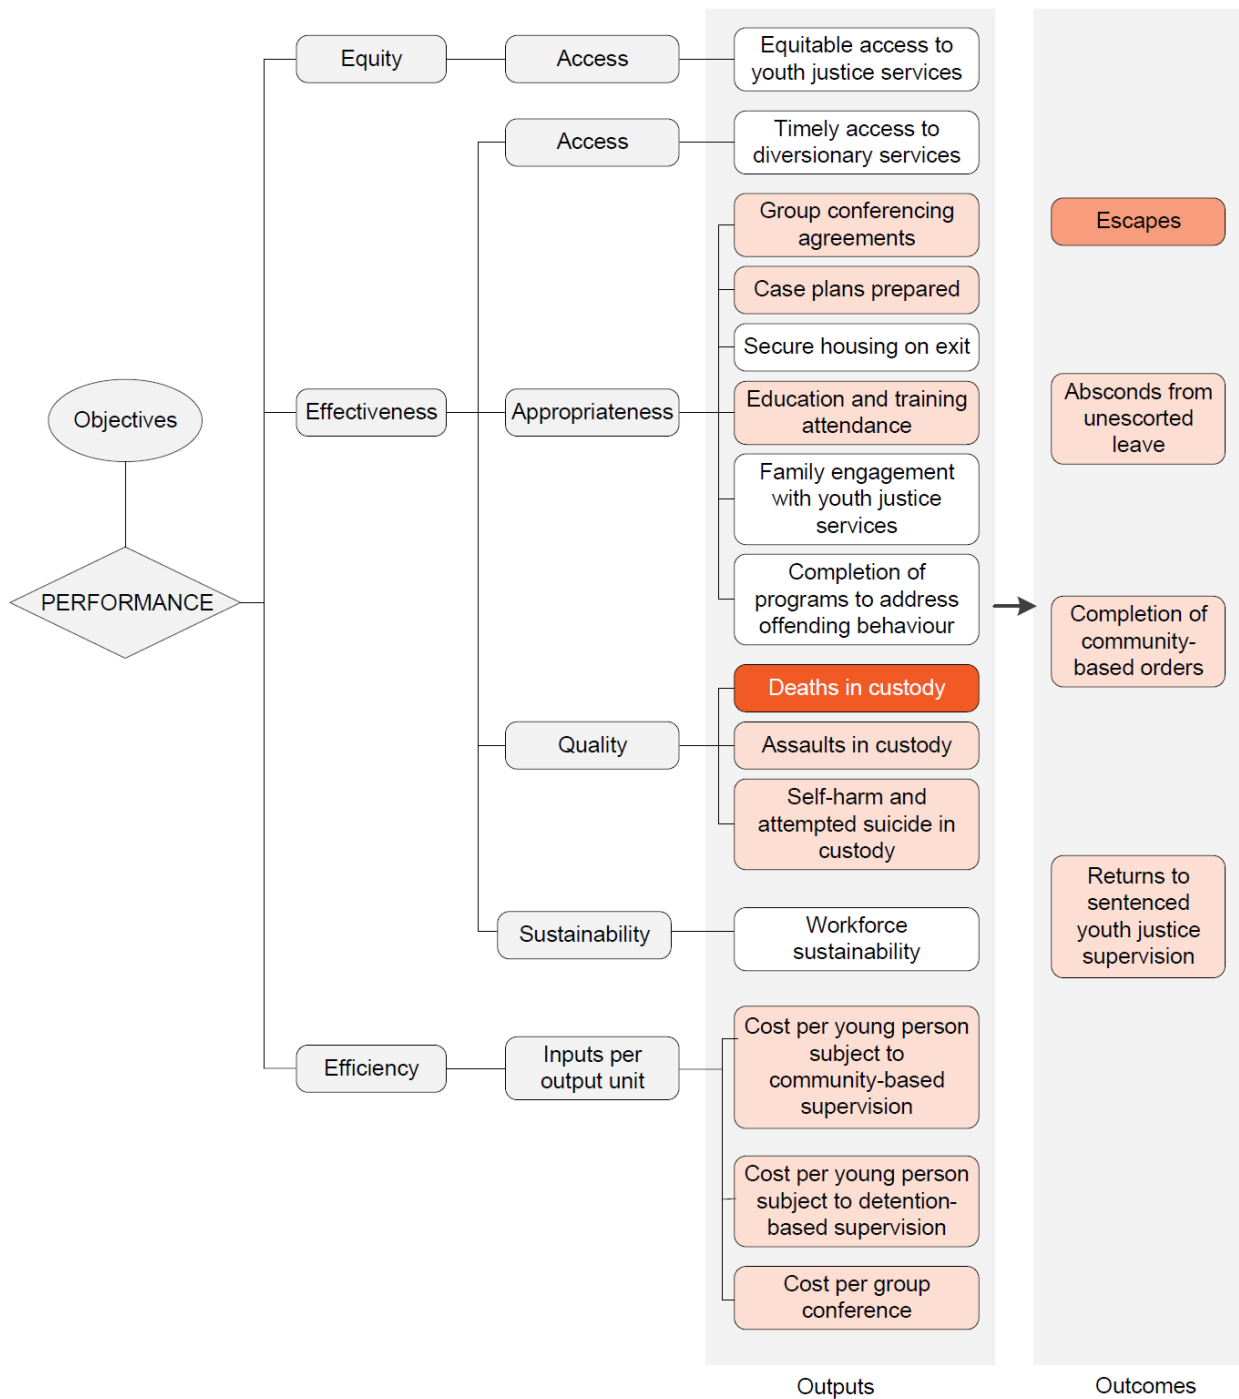 Objectives
PERFORMANCE
Equity
Access
Equitable access to
youth justice services
Effectiveness
Access
Timely access to
diversionary services
Appropriateness
Group conferencing
agreements
Case plans prepared
Secure housing on exit
Education and training
attendance
Family engagement
with youth justice
services
Completion of
programs to address
offending behaviour
Quality
Deaths in custody
Assaults in custody
Self-harm and
attempted suicide in
custody
Sustainability
Workforce
sustainability
Efficiency
Inputs per
output unit
Cost per young person
subject to
community-based
supervision
Cost per young person
subject to detention-
based supervision
Cost per group
conference
Outputs
Escapes
Absconds from
unescorted
leave
Completion of
community-
based orders
Returns to
sentenced
youth justice
supervision
Outcomes